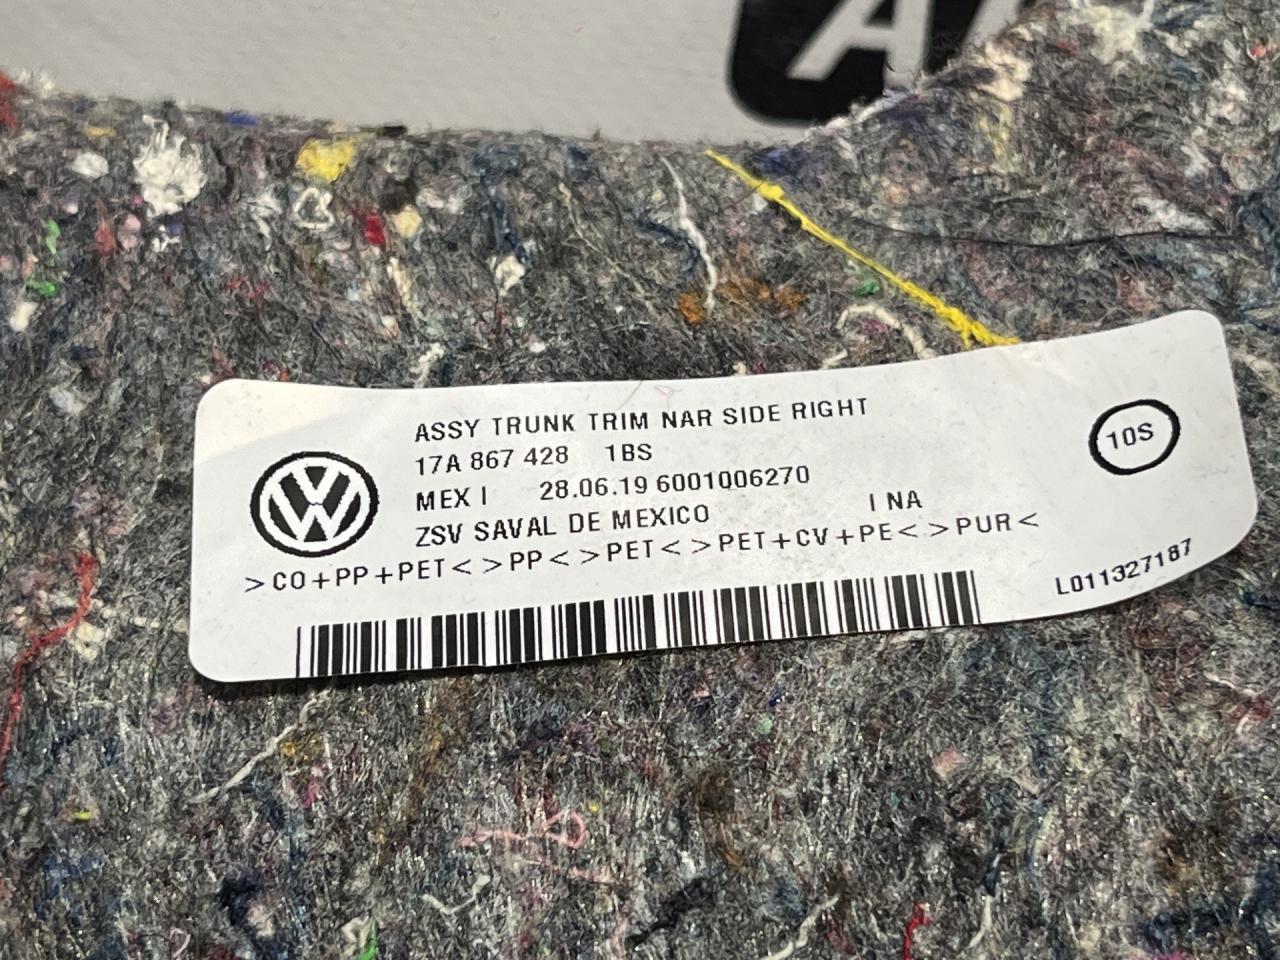 ASSY TRUNK TRIM NAR SIDE RIGHT
17A 867 428 1BS
10S
MEX I 28.06.19 6001006270
ZSV SAVAL DE MEXICO I NA
>CO+PP+PET< >PP< >PET< >PET+CV+PE< >PUR<
L011327187